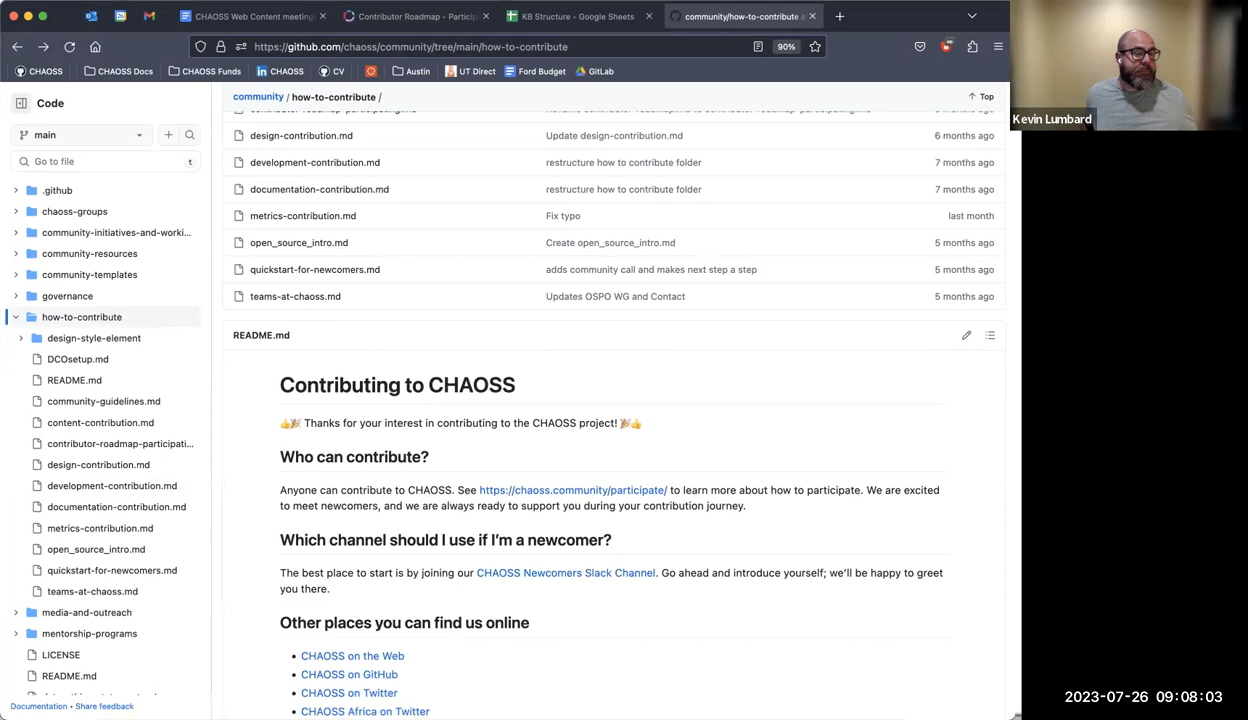 CHAOSS Web Content meeting
Contributor Roadmap - Particip
KB Structure - Google Sheets
community/how-to-contribute
https://github.com/chaoss/community/tree/main/how-to-contribute
90%
CHAOSS
CHAOSS Docs
CHAOSS Funds
CHAOSS
CV
Austin
UT Direct
Ford Budget
GitLab
Kevin Lumbard
Code
community / how-to-contribute /
Top
main
Go to file
t
.github
chaoss-groups
community-initiatives-and-worki...
community-resources
community-templates
governance
how-to-contribute
design-style-element
DCOsetup.md
README.md
community-guidelines.md
content-contribution.md
contributor-roadmap-participati...
design-contribution.md
development-contribution.md
documentation-contribution.md
metrics-contribution.md
open_source_intro.md
quickstart-for-newcomers.md
teams-at-chaoss.md
media-and-outreach
mentorship-programs
LICENSE
README.md
Documentation • Share feedback
design-contribution.md Update design-contribution.md 6 months ago
development-contribution.md restructure how to contribute folder 7 months ago
documentation-contribution.md restructure how to contribute folder 7 months ago
metrics-contribution.md Fix typo last month
open_source_intro.md Create open_source_intro.md 5 months ago
quickstart-for-newcomers.md adds community call and makes next step a step 5 months ago
teams-at-chaoss.md Updates OSPO WG and Contact 5 months ago
README.md
Contributing to CHAOSS
👍🎉 Thanks for your interest in contributing to the CHAOSS project! 🎉👍
Who can contribute?
Anyone can contribute to CHAOSS. See https://chaoss.community/participate/ to learn more about how to participate. We are excited
to meet newcomers, and we are always ready to support you during your contribution journey.
Which channel should I use if I'm a newcomer?
The best place to start is by joining our CHAOSS Newcomers Slack Channel. Go ahead and introduce yourself; we'll be happy to greet
you there.
Other places you can find us online
• CHAOSS on the Web
• CHAOSS on GitHub
• CHAOSS on Twitter
• CHAOSS Africa on Twitter
2023-07-26 09:08:03